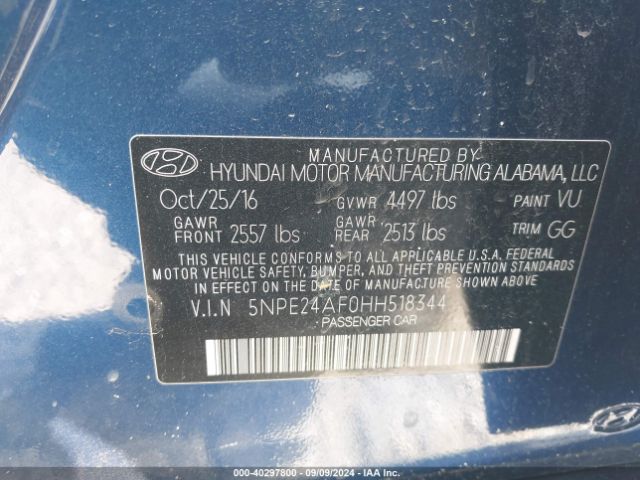 MANUFACTURED BY
HYUNDAI MOTOR MANUFACTURING ALABAMA, LLC
Oct/25/16 GVWR 4497 lbs PAINT VU
GAWR FRONT 2557 lbs GAWR REAR 2513 lbs TRIM GG
THIS VEHICLE CONFORMS TO ALL APPLICABLE U.S.A. FEDERAL
MOTOR VEHICLE SAFETY, BUMPER, AND THEFT PREVENTION STANDARDS
IN EFFECT ON THE DATE OF MANUFACTURE SHOWN ABOVE.
V.I.N 5NPE24AF0HH518344
PASSENGER CAR
000-40297800 - 09/09/2024 - IAA Inc.